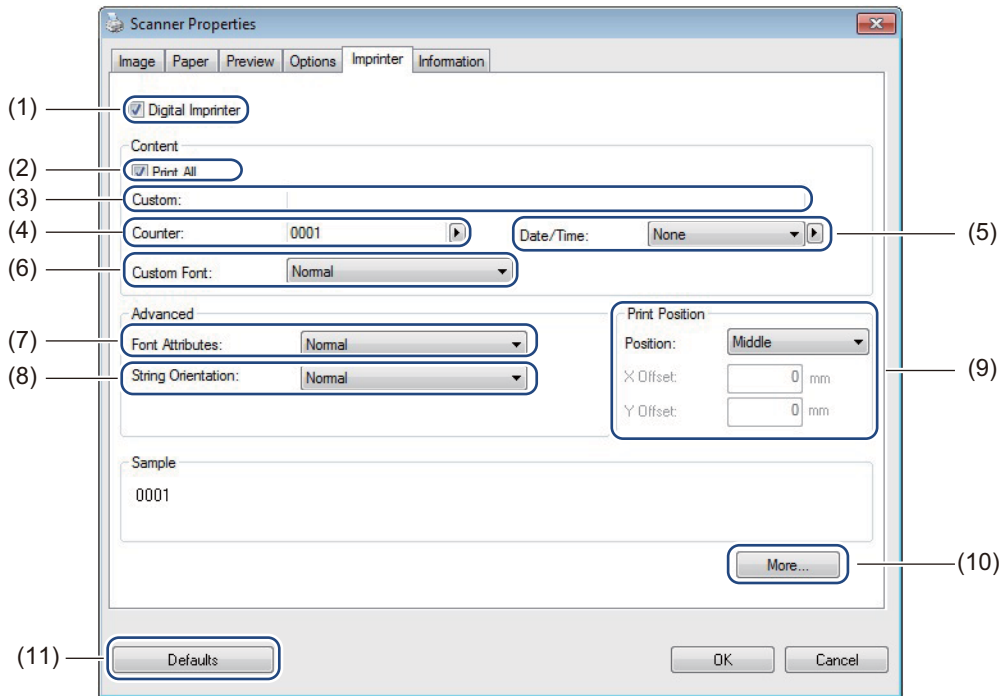 Scanner Properties
Image Paper Preview Options Imprinter Information
(1) Digital Imprinter
Content
(2) Print All
(3) Custom:
(4) Counter: 0001 Date/Time: None (5)
(6) Custom Font: Normal
Advanced Print Position
(7) Font Attributes: Normal Position: Middle
(8) String Orientation: Normal X Offset: 0 mm (9)
Y Offset: 0 mm
Sample
0001
More... (10)
(11) Defaults OK Cancel